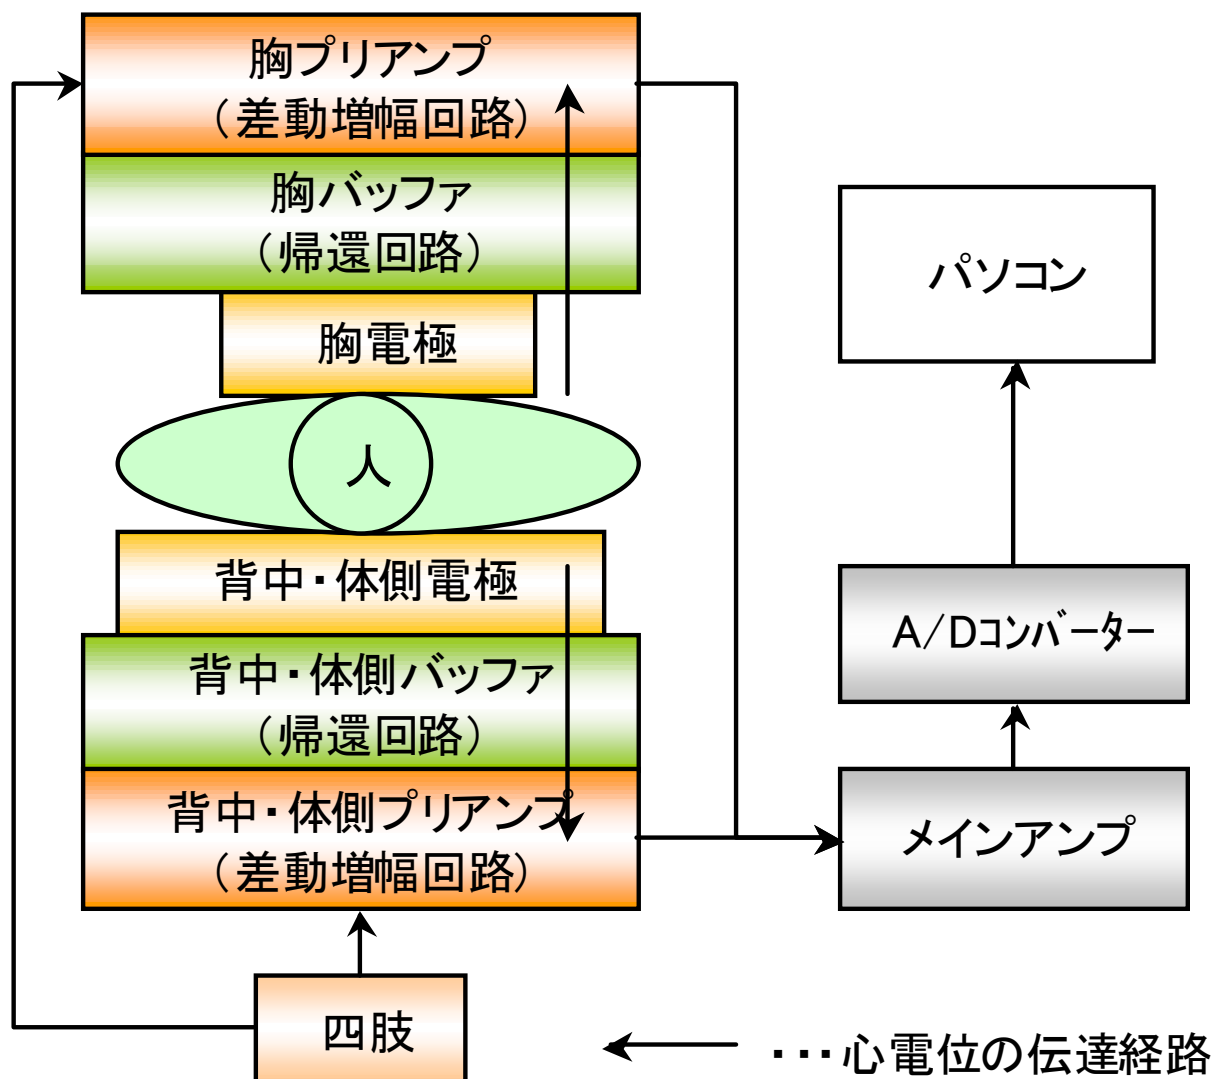 胸プリアンプ
（差動増幅回路）
胸バッファ
（帰還回路）
胸電極
人
背中・体側電極
背中・体側バッファ
（帰還回路）
背中・体側プリアンプ
（差動増幅回路）
四肢
パソコン
A/Dｺﾝﾊﾞｰﾀｰ
メインアンプ
・・・心電位の伝達経路